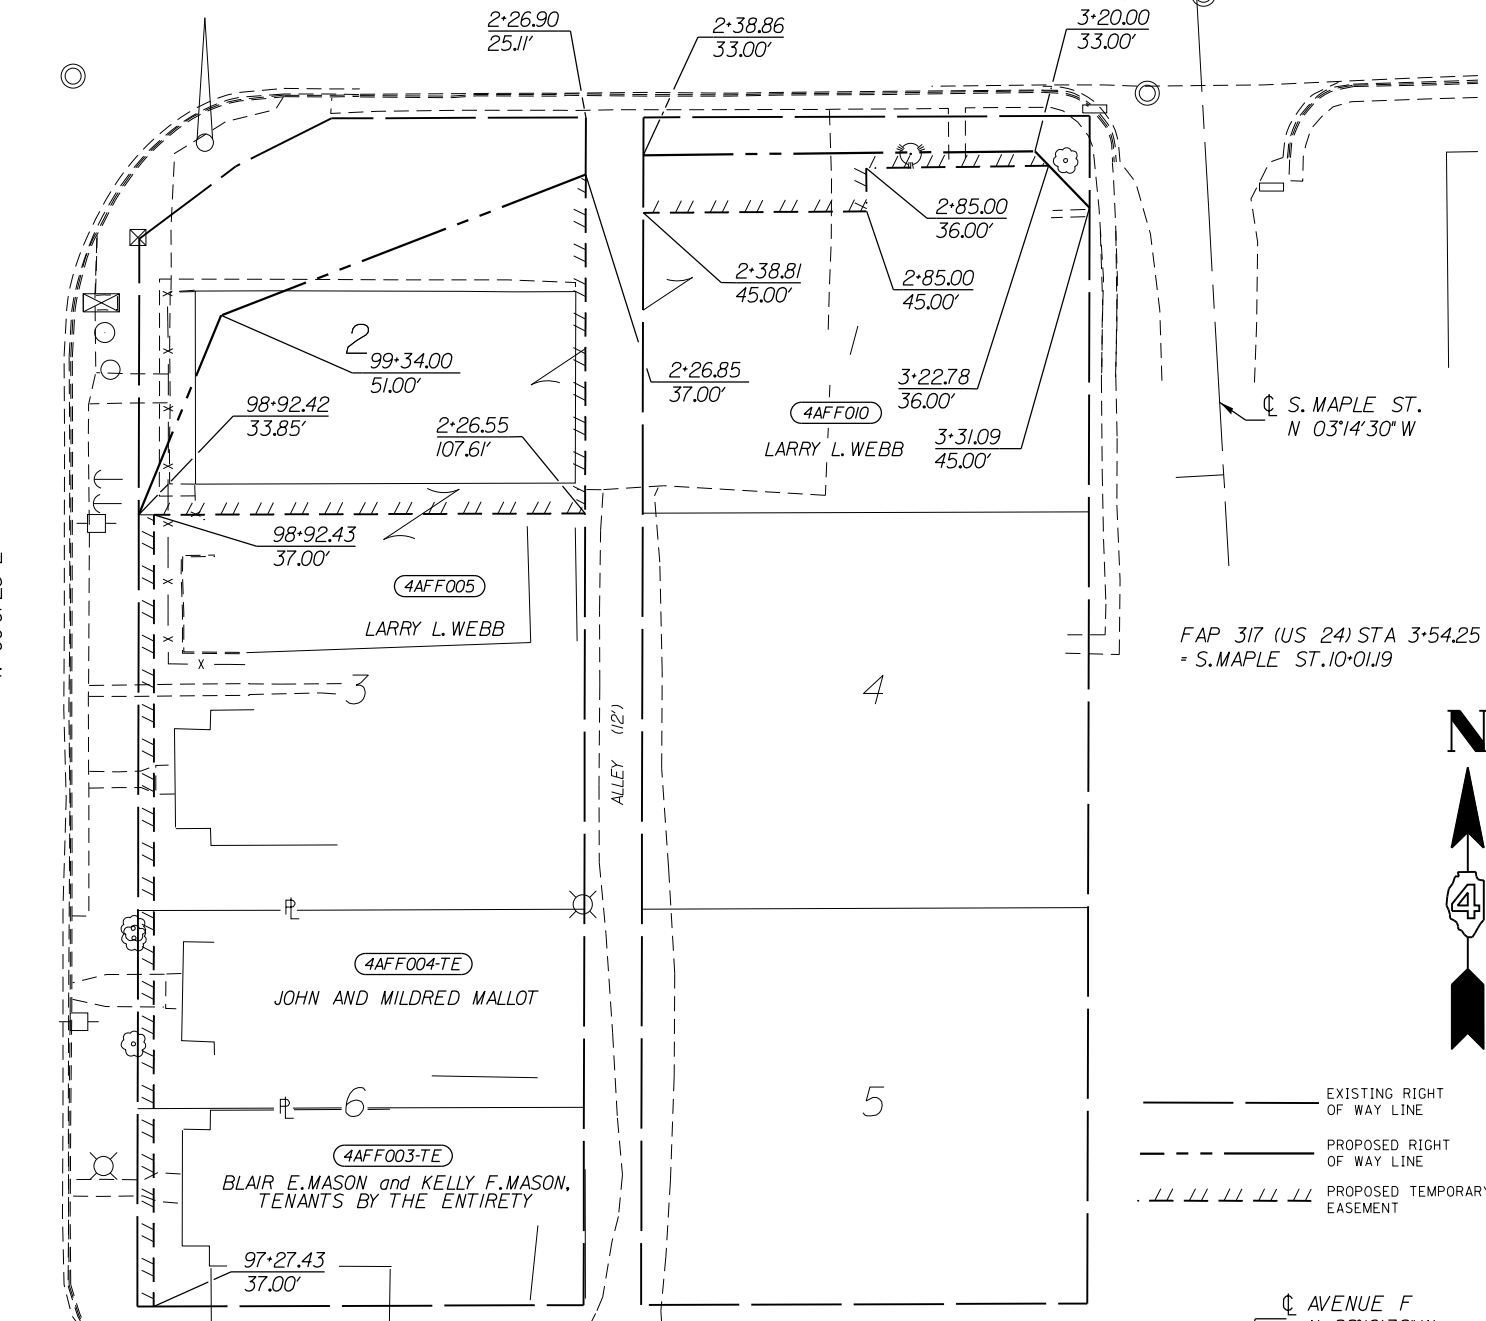 2+26.90
25.11'
2+38.86
33.00'
3+20.00
33.00'
2+85.00
36.00'
2+38.81
45.00'
2+85.00
45.00'
2
99+34.00
51.00'
2+26.85
37.00'
3+22.78
36.00'
98+92.42
33.85'
2+26.55
107.61'
4AFF010
LARRY L. WEBB
3+31.09
45.00'
℄ S. MAPLE ST.
N 03°14'30" W
98+92.43
37.00'
4AFF005
LARRY L. WEBB
FAP 317 (US 24) STA 3+54.25
= S.MAPLE ST. 10+01.19
3
4
ALLEY (12')
N
4
PL
4AFF004-TE
JOHN AND MILDRED MALLOT
PL
6
5
EXISTING RIGHT
OF WAY LINE
4AFF003-TE
BLAIR E. MASON and KELLY F. MASON,
TENANTS BY THE ENTIRETY
PROPOSED RIGHT
OF WAY LINE
PROPOSED TEMPORARY
EASEMENT
97+27.43
37.00'
℄ AVENUE F